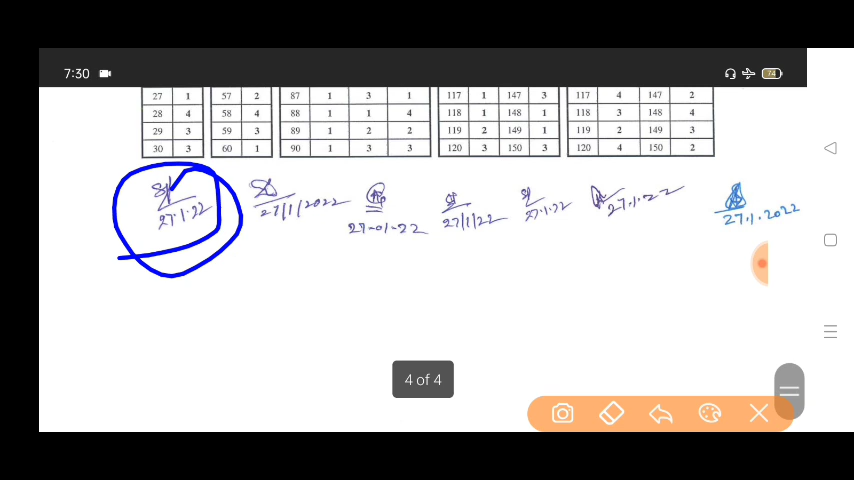 7:30 74
27 1 57 2 87 1 3 1 117 1 147 3 117 4 147 2
28 4 58 4 88 1 1 4 118 1 148 1 118 3 148 4
29 3 59 3 89 1 2 2 119 2 149 1 119 2 149 3
30 3 60 1 90 1 3 3 120 3 150 3 120 4 150 2
27.1.22 27/1/2022 27-01-22 27/1/22 27.1.22 27.1.22 27.1.2022
4 of 4